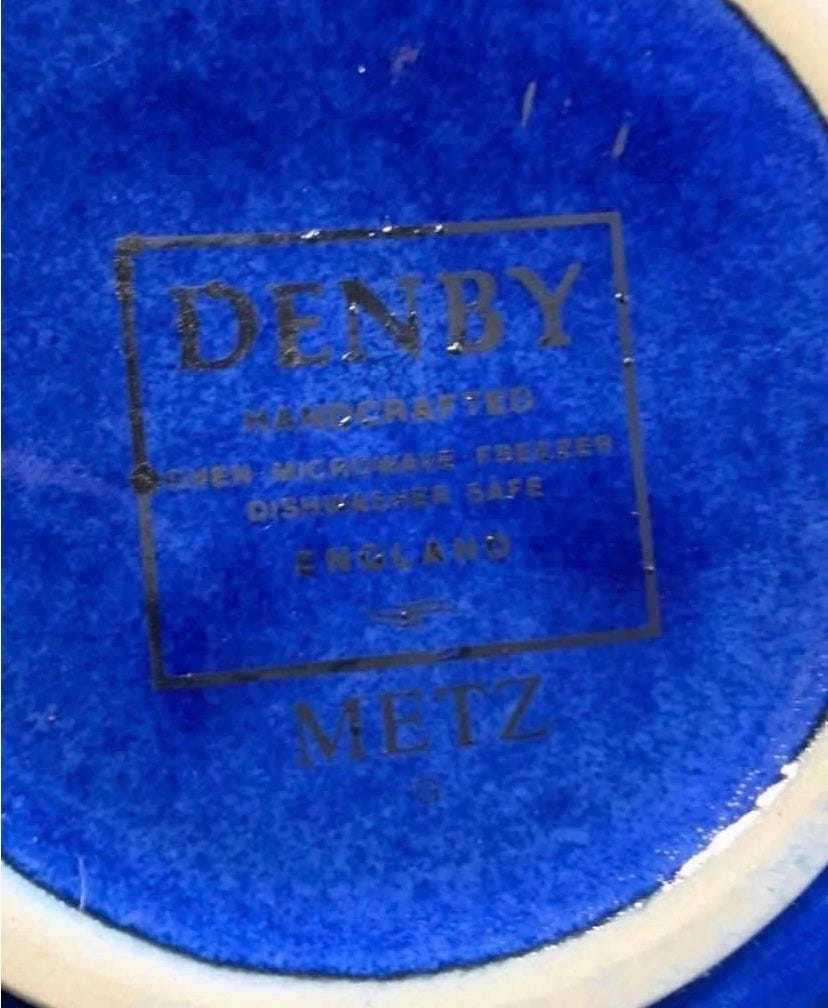 DENBY
HANDCRAFTED
OVEN MICROWAVE FREEZER
DISHWASHER SAFE
ENGLAND
METZ
G